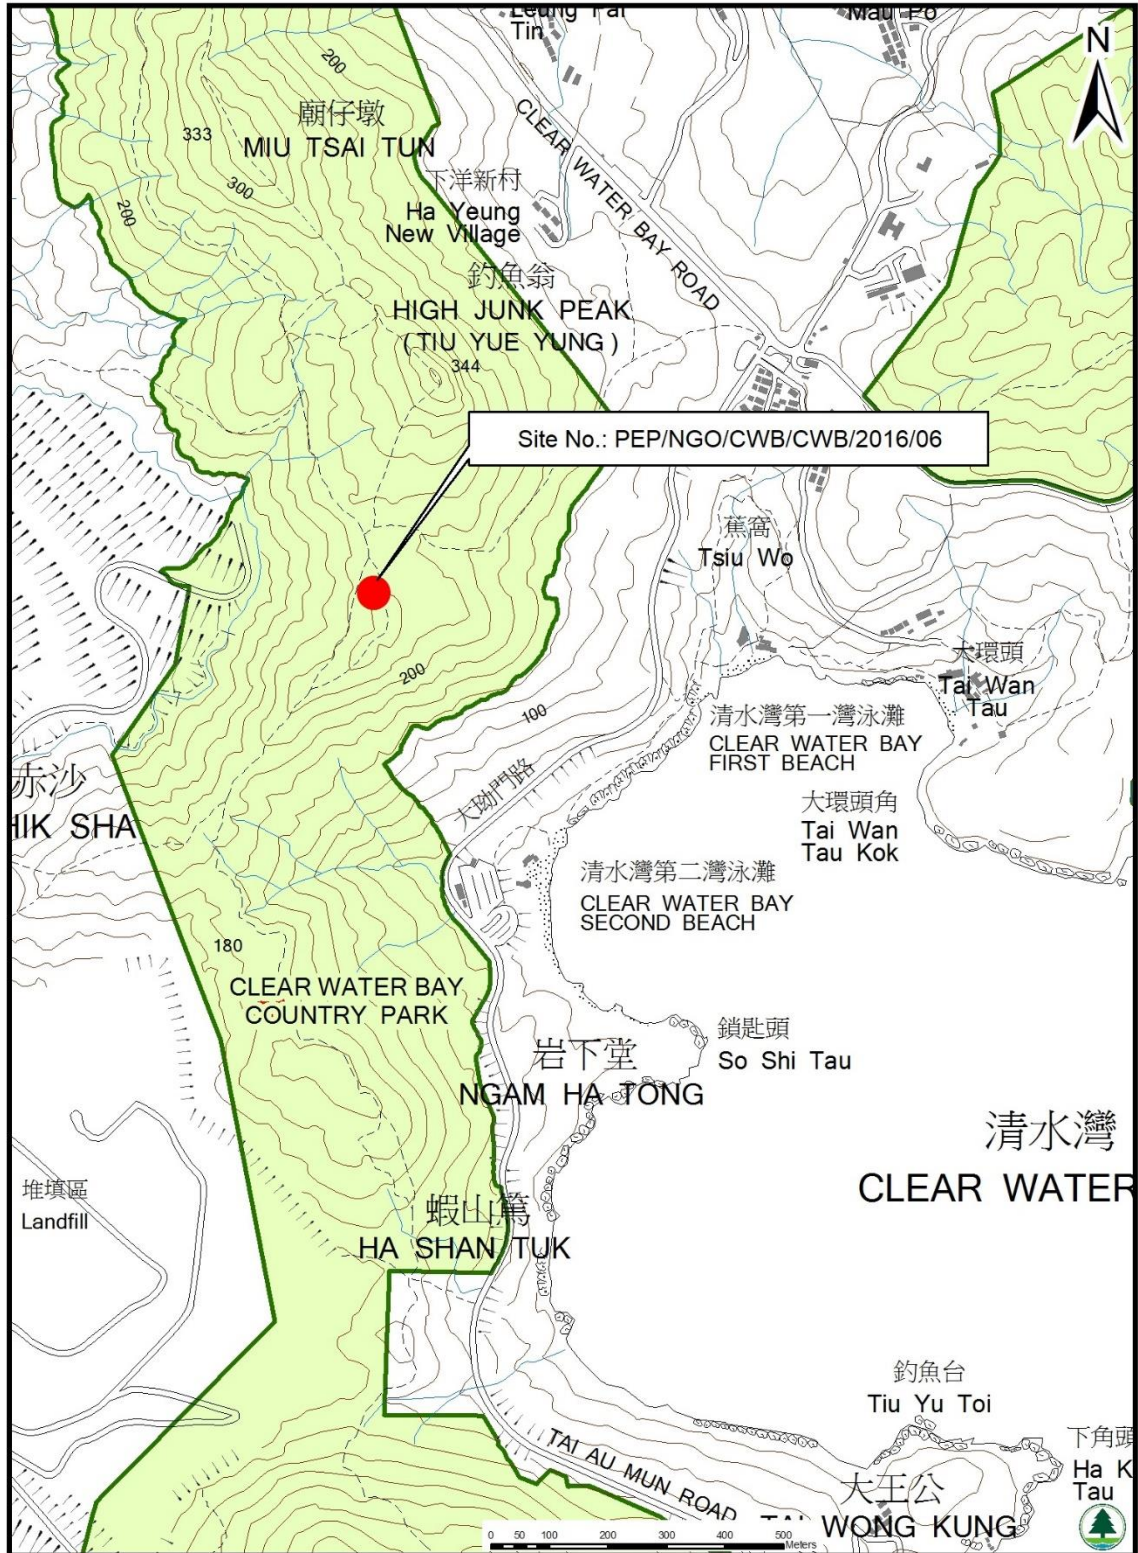 Leung Fai
Tin
Mau Po
N
200
廟仔墩
MIU TSAI TUN
333
300
200
CLEAR WATER BAY ROAD
下洋新村
Ha Yeung
New Village
釣魚翁
HIGH JUNK PEAK
( TIU YUE YUNG )
344
Site No.: PEP/NGO/CWB/CWB/2016/06
蕉窩
Tsiu Wo
大環頭
Tai Wan
Tau
200
100
清水灣第一灣泳灘
CLEAR WATER BAY
FIRST BEACH
大坳門路
赤沙
HIK SHA
大環頭角
Tai Wan
Tau Kok
清水灣第二灣泳灘
CLEAR WATER BAY
SECOND BEACH
180
CLEAR WATER BAY
COUNTRY PARK
鎖匙頭
So Shi Tau
岩下堂
NGAM HA TONG
清水灣
CLEAR WATER
堆填區
Landfill
蝦山篤
HA SHAN TUK
釣魚台
Tiu Yu Toi
下角頭
Ha K
Tau
TAI AU MUN ROAD
大王公
TAI WONG KUNG
0 50 100 200 300 400 500
Meters